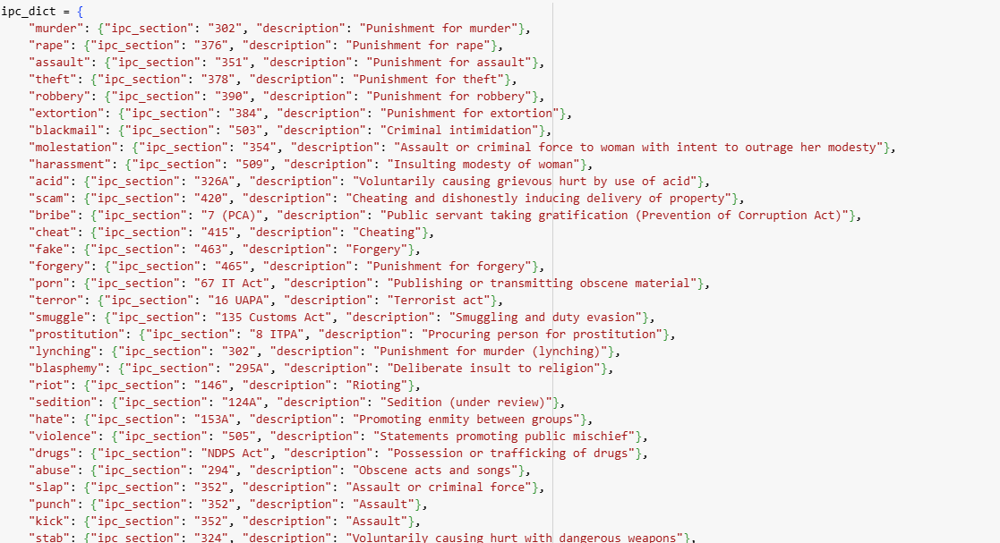 ipc_dict = {
    "murder": {"ipc_section": "302", "description": "Punishment for murder"},
    "rape": {"ipc_section": "376", "description": "Punishment for rape"},
    "assault": {"ipc_section": "351", "description": "Punishment for assault"},
    "theft": {"ipc_section": "378", "description": "Punishment for theft"},
    "robbery": {"ipc_section": "390", "description": "Punishment for robbery"},
    "extortion": {"ipc_section": "384", "description": "Punishment for extortion"},
    "blackmail": {"ipc_section": "503", "description": "Criminal intimidation"},
    "molestation": {"ipc_section": "354", "description": "Assault or criminal force to woman with intent to outrage her modesty"},
    "harassment": {"ipc_section": "509", "description": "Insulting modesty of woman"},
    "acid": {"ipc_section": "326A", "description": "Voluntarily causing grievous hurt by use of acid"},
    "scam": {"ipc_section": "420", "description": "Cheating and dishonestly inducing delivery of property"},
    "bribe": {"ipc_section": "7 (PCA)", "description": "Public servant taking gratification (Prevention of Corruption Act)"},
    "cheat": {"ipc_section": "415", "description": "Cheating"},
    "fake": {"ipc_section": "463", "description": "Forgery"},
    "forgery": {"ipc_section": "465", "description": "Punishment for forgery"},
    "porn": {"ipc_section": "67 IT Act", "description": "Publishing or transmitting obscene material"},
    "terror": {"ipc_section": "16 UAPA", "description": "Terrorist act"},
    "smuggle": {"ipc_section": "135 Customs Act", "description": "Smuggling and duty evasion"},
    "prostitution": {"ipc_section": "8 ITPA", "description": "Procuring person for prostitution"},
    "lynching": {"ipc_section": "302", "description": "Punishment for murder (lynching)"},
    "blasphemy": {"ipc_section": "295A", "description": "Deliberate insult to religion"},
    "riot": {"ipc_section": "146", "description": "Rioting"},
    "sedition": {"ipc_section": "124A", "description": "Sedition (under review)"},
    "hate": {"ipc_section": "153A", "description": "Promoting enmity between groups"},
    "violence": {"ipc_section": "505", "description": "Statements promoting public mischief"},
    "drugs": {"ipc_section": "NDPS Act", "description": "Possession or trafficking of drugs"},
    "abuse": {"ipc_section": "294", "description": "Obscene acts and songs"},
    "slap": {"ipc_section": "352", "description": "Assault or criminal force"},
    "punch": {"ipc_section": "352", "description": "Assault"},
    "kick": {"ipc_section": "352", "description": "Assault"},
    "stab": {"ipc_section": "324", "description": "Voluntarily causing hurt with dangerous weapons"},